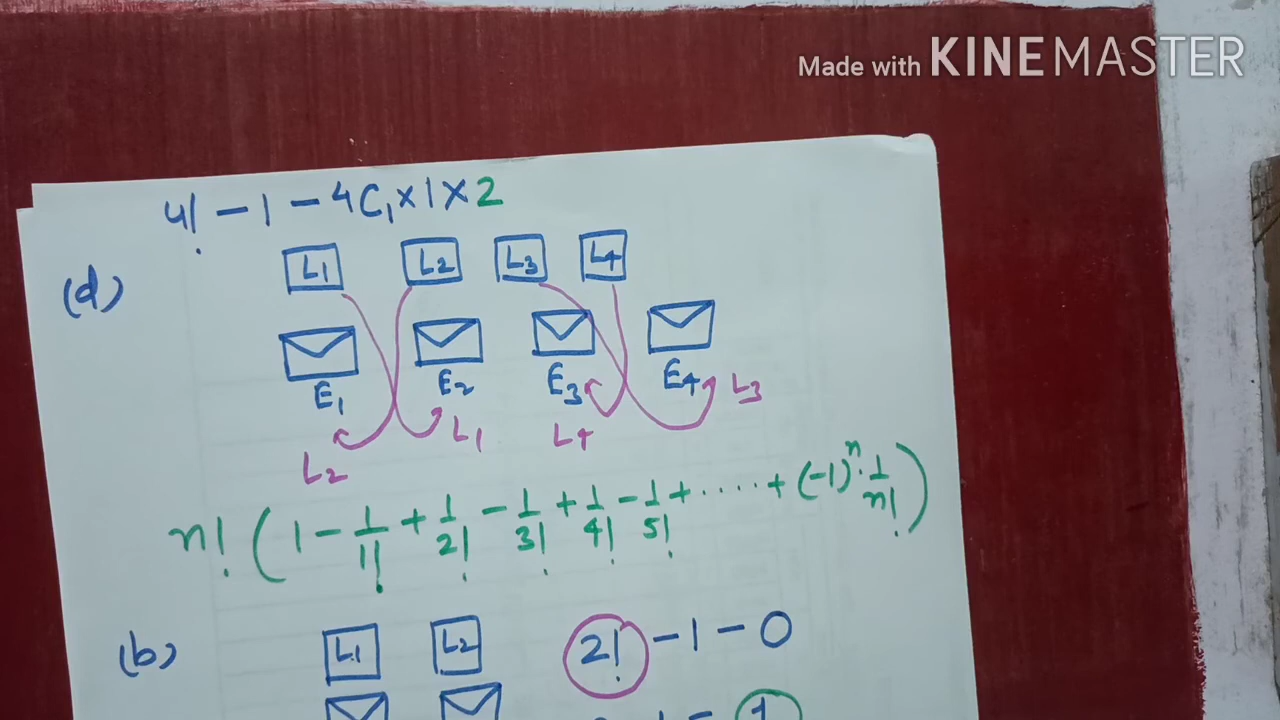 Made with KINEMASTER
4! - 1 - 4C₁ × 1 × 2
(d) L1 L2 L3 L4
E1 E2 E3 E4
L2 L1 L4 L3
n! (1 - 1/1! + 1/2! - 1/3! + 1/4! - 1/5! + ..... + (-1)ⁿ · 1/n!)
(b) L1 L2 2! - 1 - 0